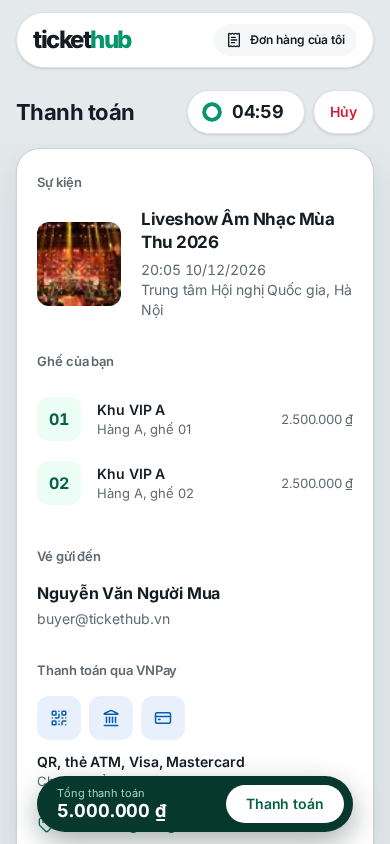 tickethub
Đơn hàng của tôi
Thanh toán
04:59
Hủy
Sự kiện
Liveshow Âm Nhạc Mùa
Thu 2026
20:05 10/12/2026
Trung tâm Hội nghị Quốc gia, Hà
Nội
Ghế của bạn
01
Khu VIP A
Hàng A, ghế 01
2.500.000 ₫
02
Khu VIP A
Hàng A, ghế 02
2.500.000 ₫
Vé gửi đến
Nguyễn Văn Người Mua
buyer@tickethub.vn
Thanh toán qua VNPay
QR, thẻ ATM, Visa, Mastercard
Tổng thanh toán
5.000.000 ₫
Thanh toán